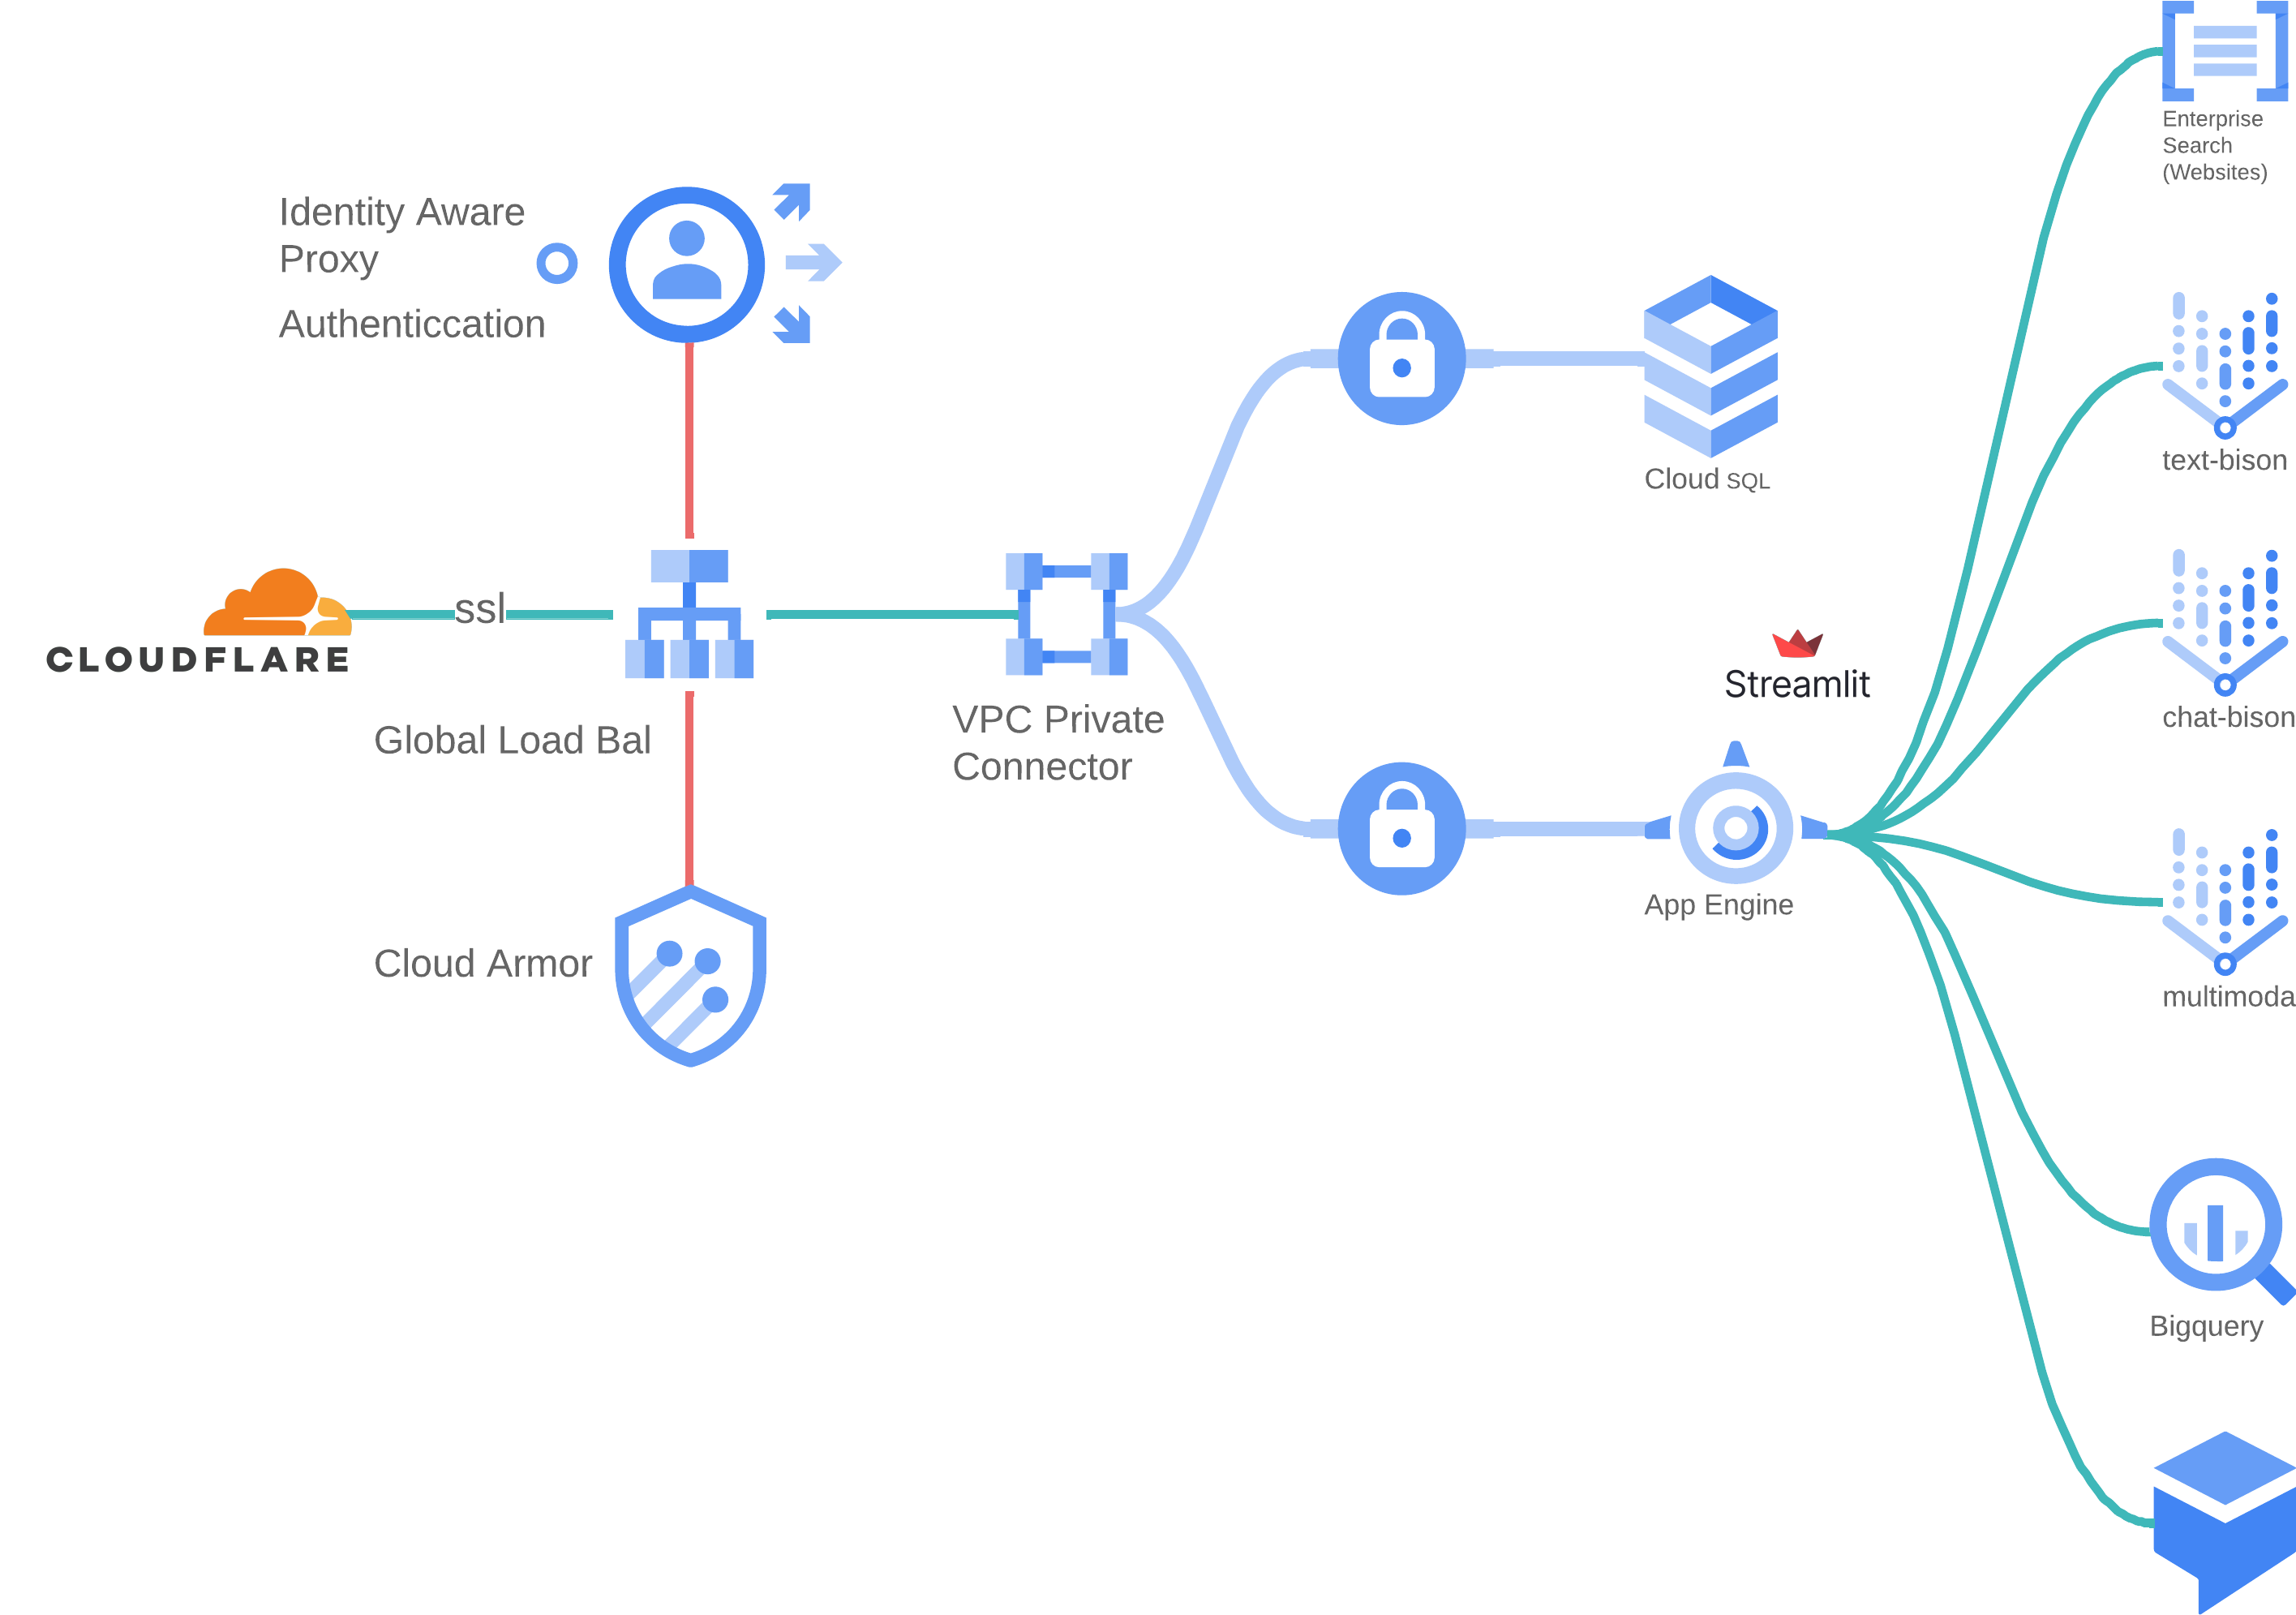 Enterprise
Search
(Websites)
Identity Aware
Proxy
Authenticcation
text-bison
Cloud SQL
ssl
CLOUDFLARE
Streamlit
chat-bison
Global Load Bal
VPC Private
Connector
App Engine
Cloud Armor
multimoda
Bigquery